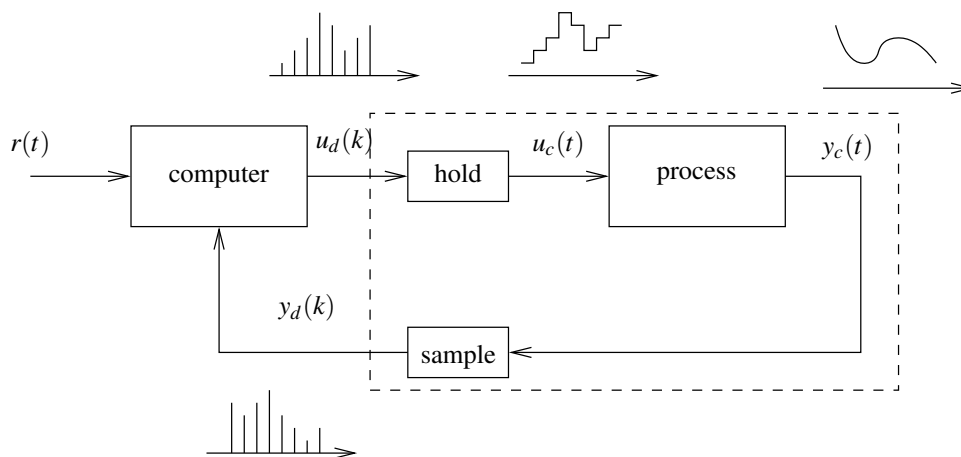 r(t)
computer
u_d(k)
hold
u_c(t)
process
y_c(t)
y_d(k)
sample